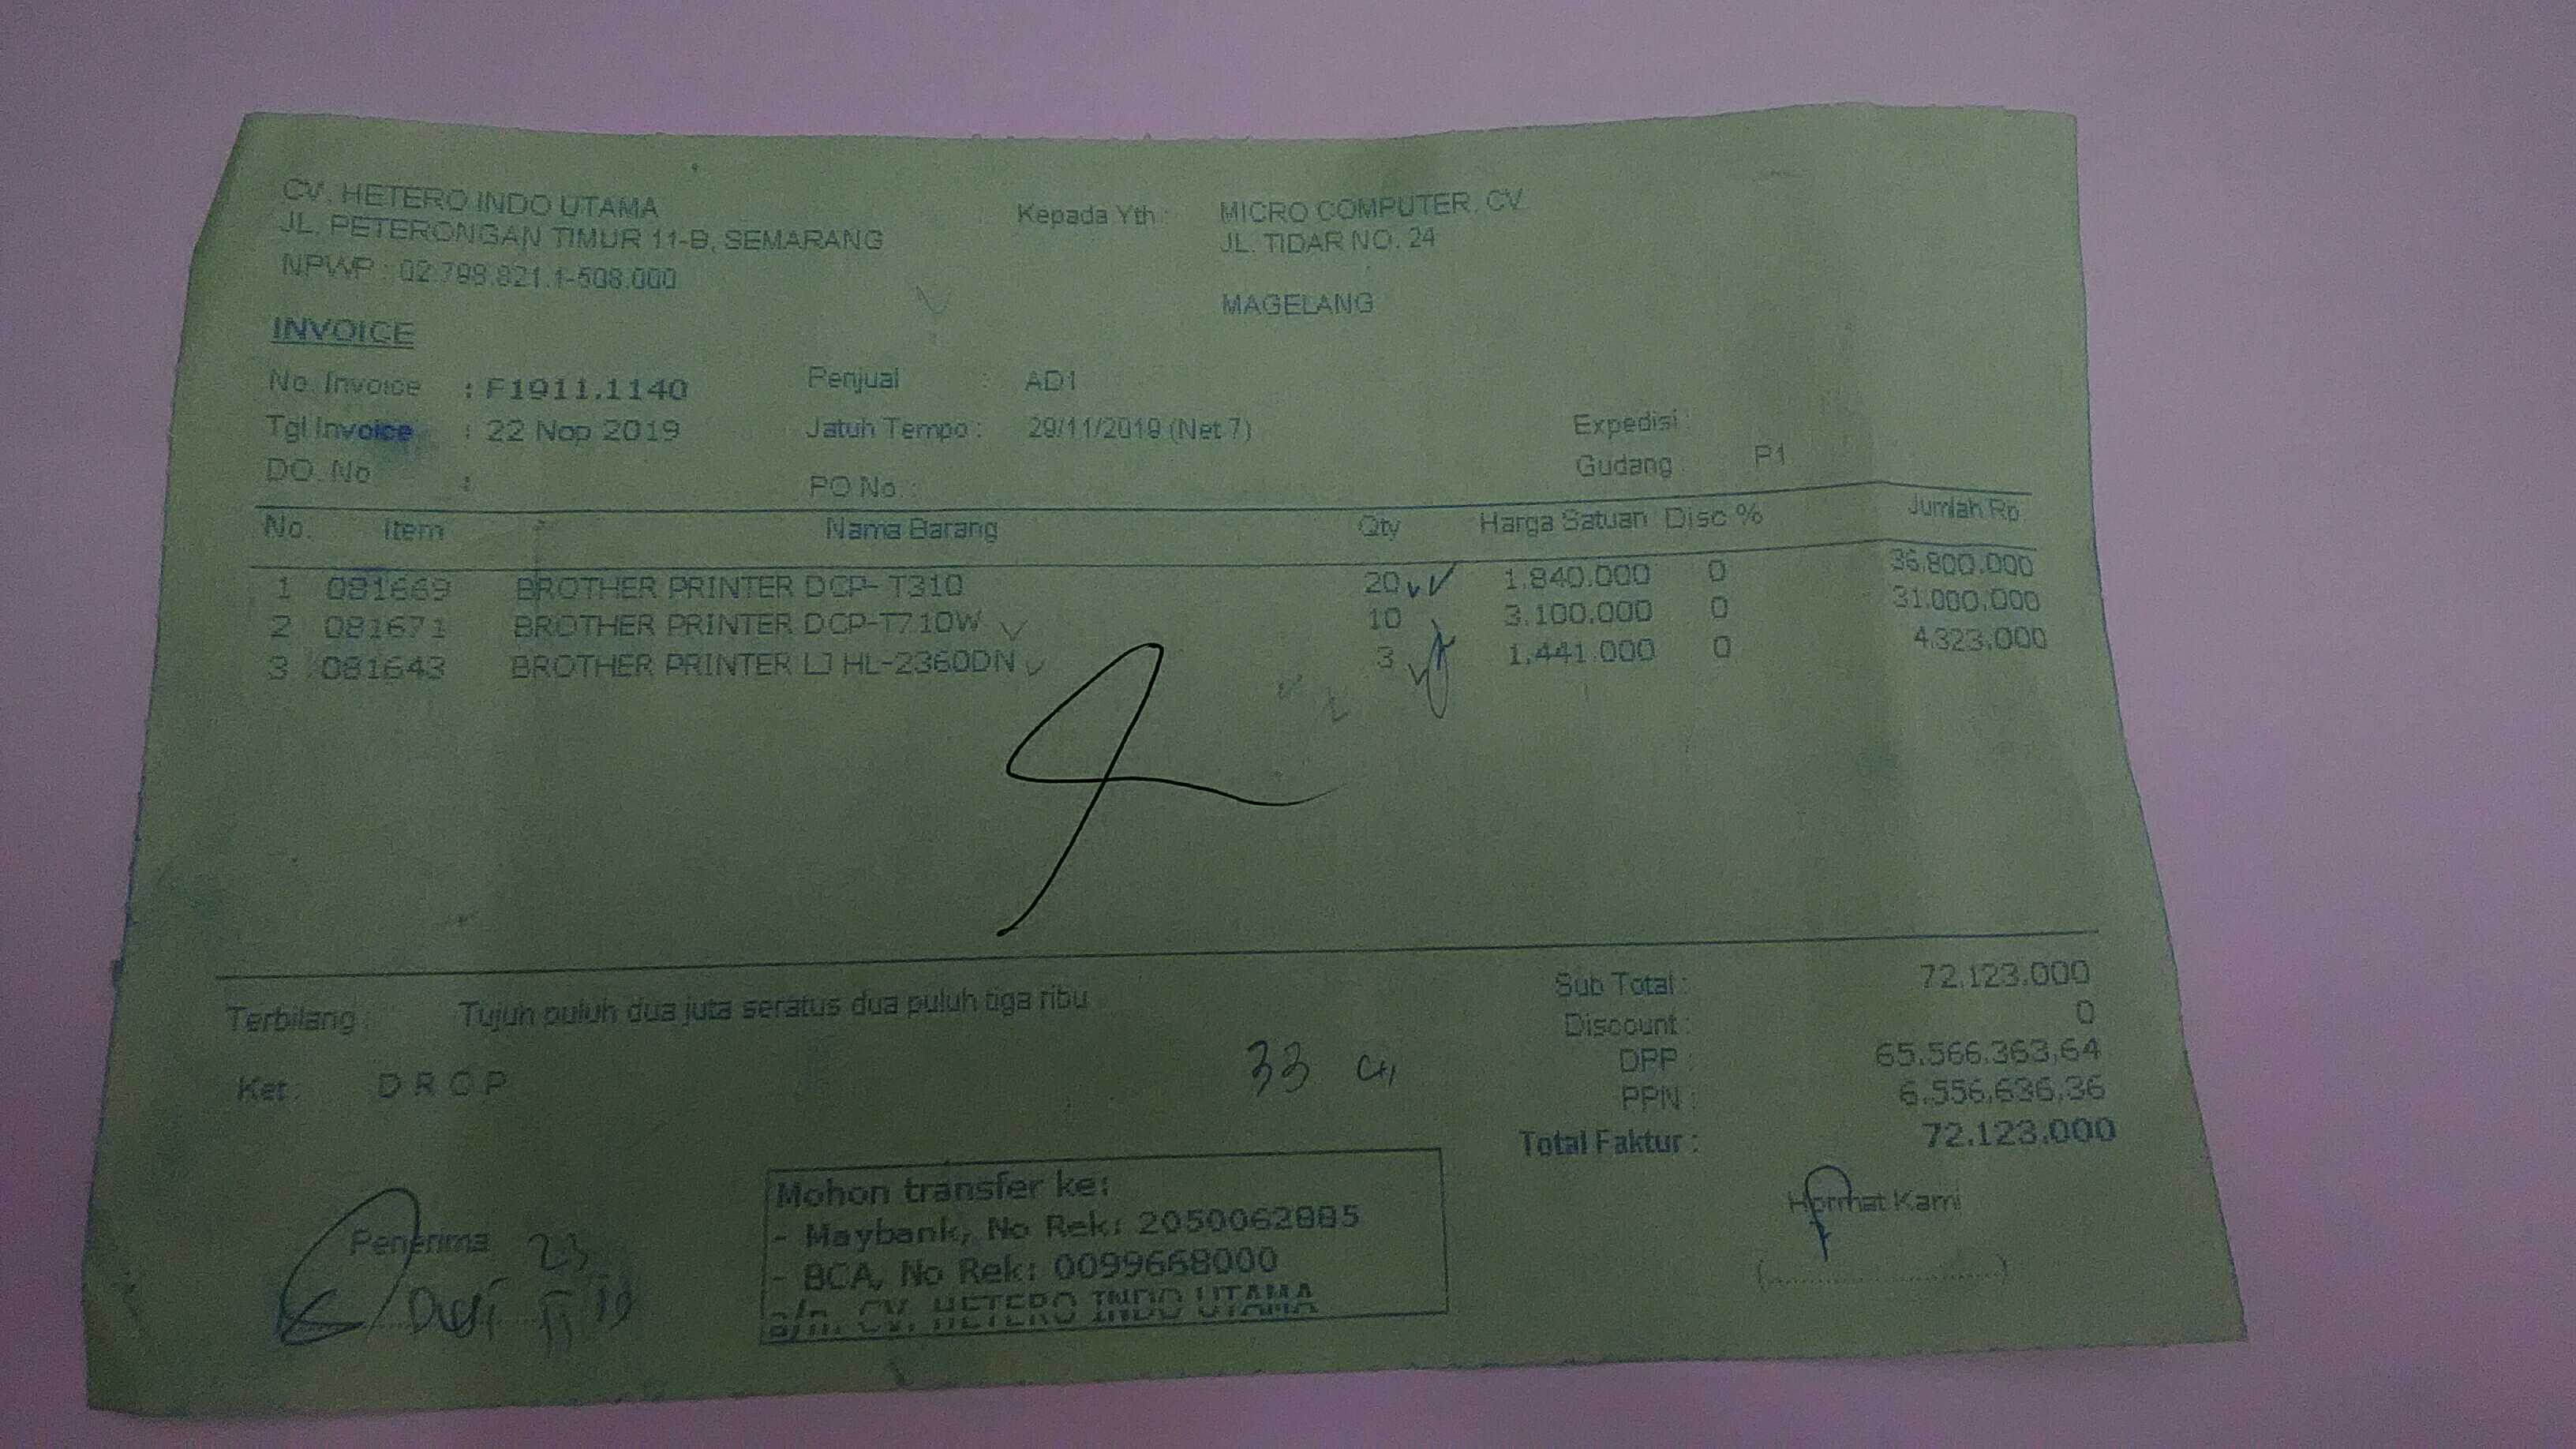 CV. HETERO INDO UTAMA
JL. PETERONGAN TIMUR 11-B, SEMARANG
NPWP : 02.798.821.1-508.000
Kepada Yth : MICRO COMPUTER, CV.
JL. TIDAR NO. 24
MAGELANG
INVOICE
No. Invoice : F1911.1140 Penjual : AD1
Tgl Invoice : 22 Nop 2019 Jatuh Tempo : 29/11/2019 (Net 7) Expedisi :
DO. No : PO No. : Gudang : P1
No. Item Nama Barang Qty Harga Satuan Disc % Jumlah Rp
1 081669 BROTHER PRINTER DCP- T310 20 1.840.000 0 36.800.000
2 081671 BROTHER PRINTER DCP-T710W 10 3.100.000 0 31.000.000
3 081643 BROTHER PRINTER LJ HL-2360DN 3 1.441.000 0 4.323.000
Terbilang : Tujuh puluh dua juta seratus dua puluh tiga ribu
Ket : D R O P
33
Sub Total : 72.123.000
Discount : 0
DPP : 65.566.363,64
PPN : 6.556.636,36
Total Faktur : 72.123.000
Penerima 23
Mohon transfer ke:
- Maybank, No Rek: 2050062885
- BCA, No Rek: 0099668000
a/n. CV. HETERO INDO UTAMA
Hormat Kami
(........................)